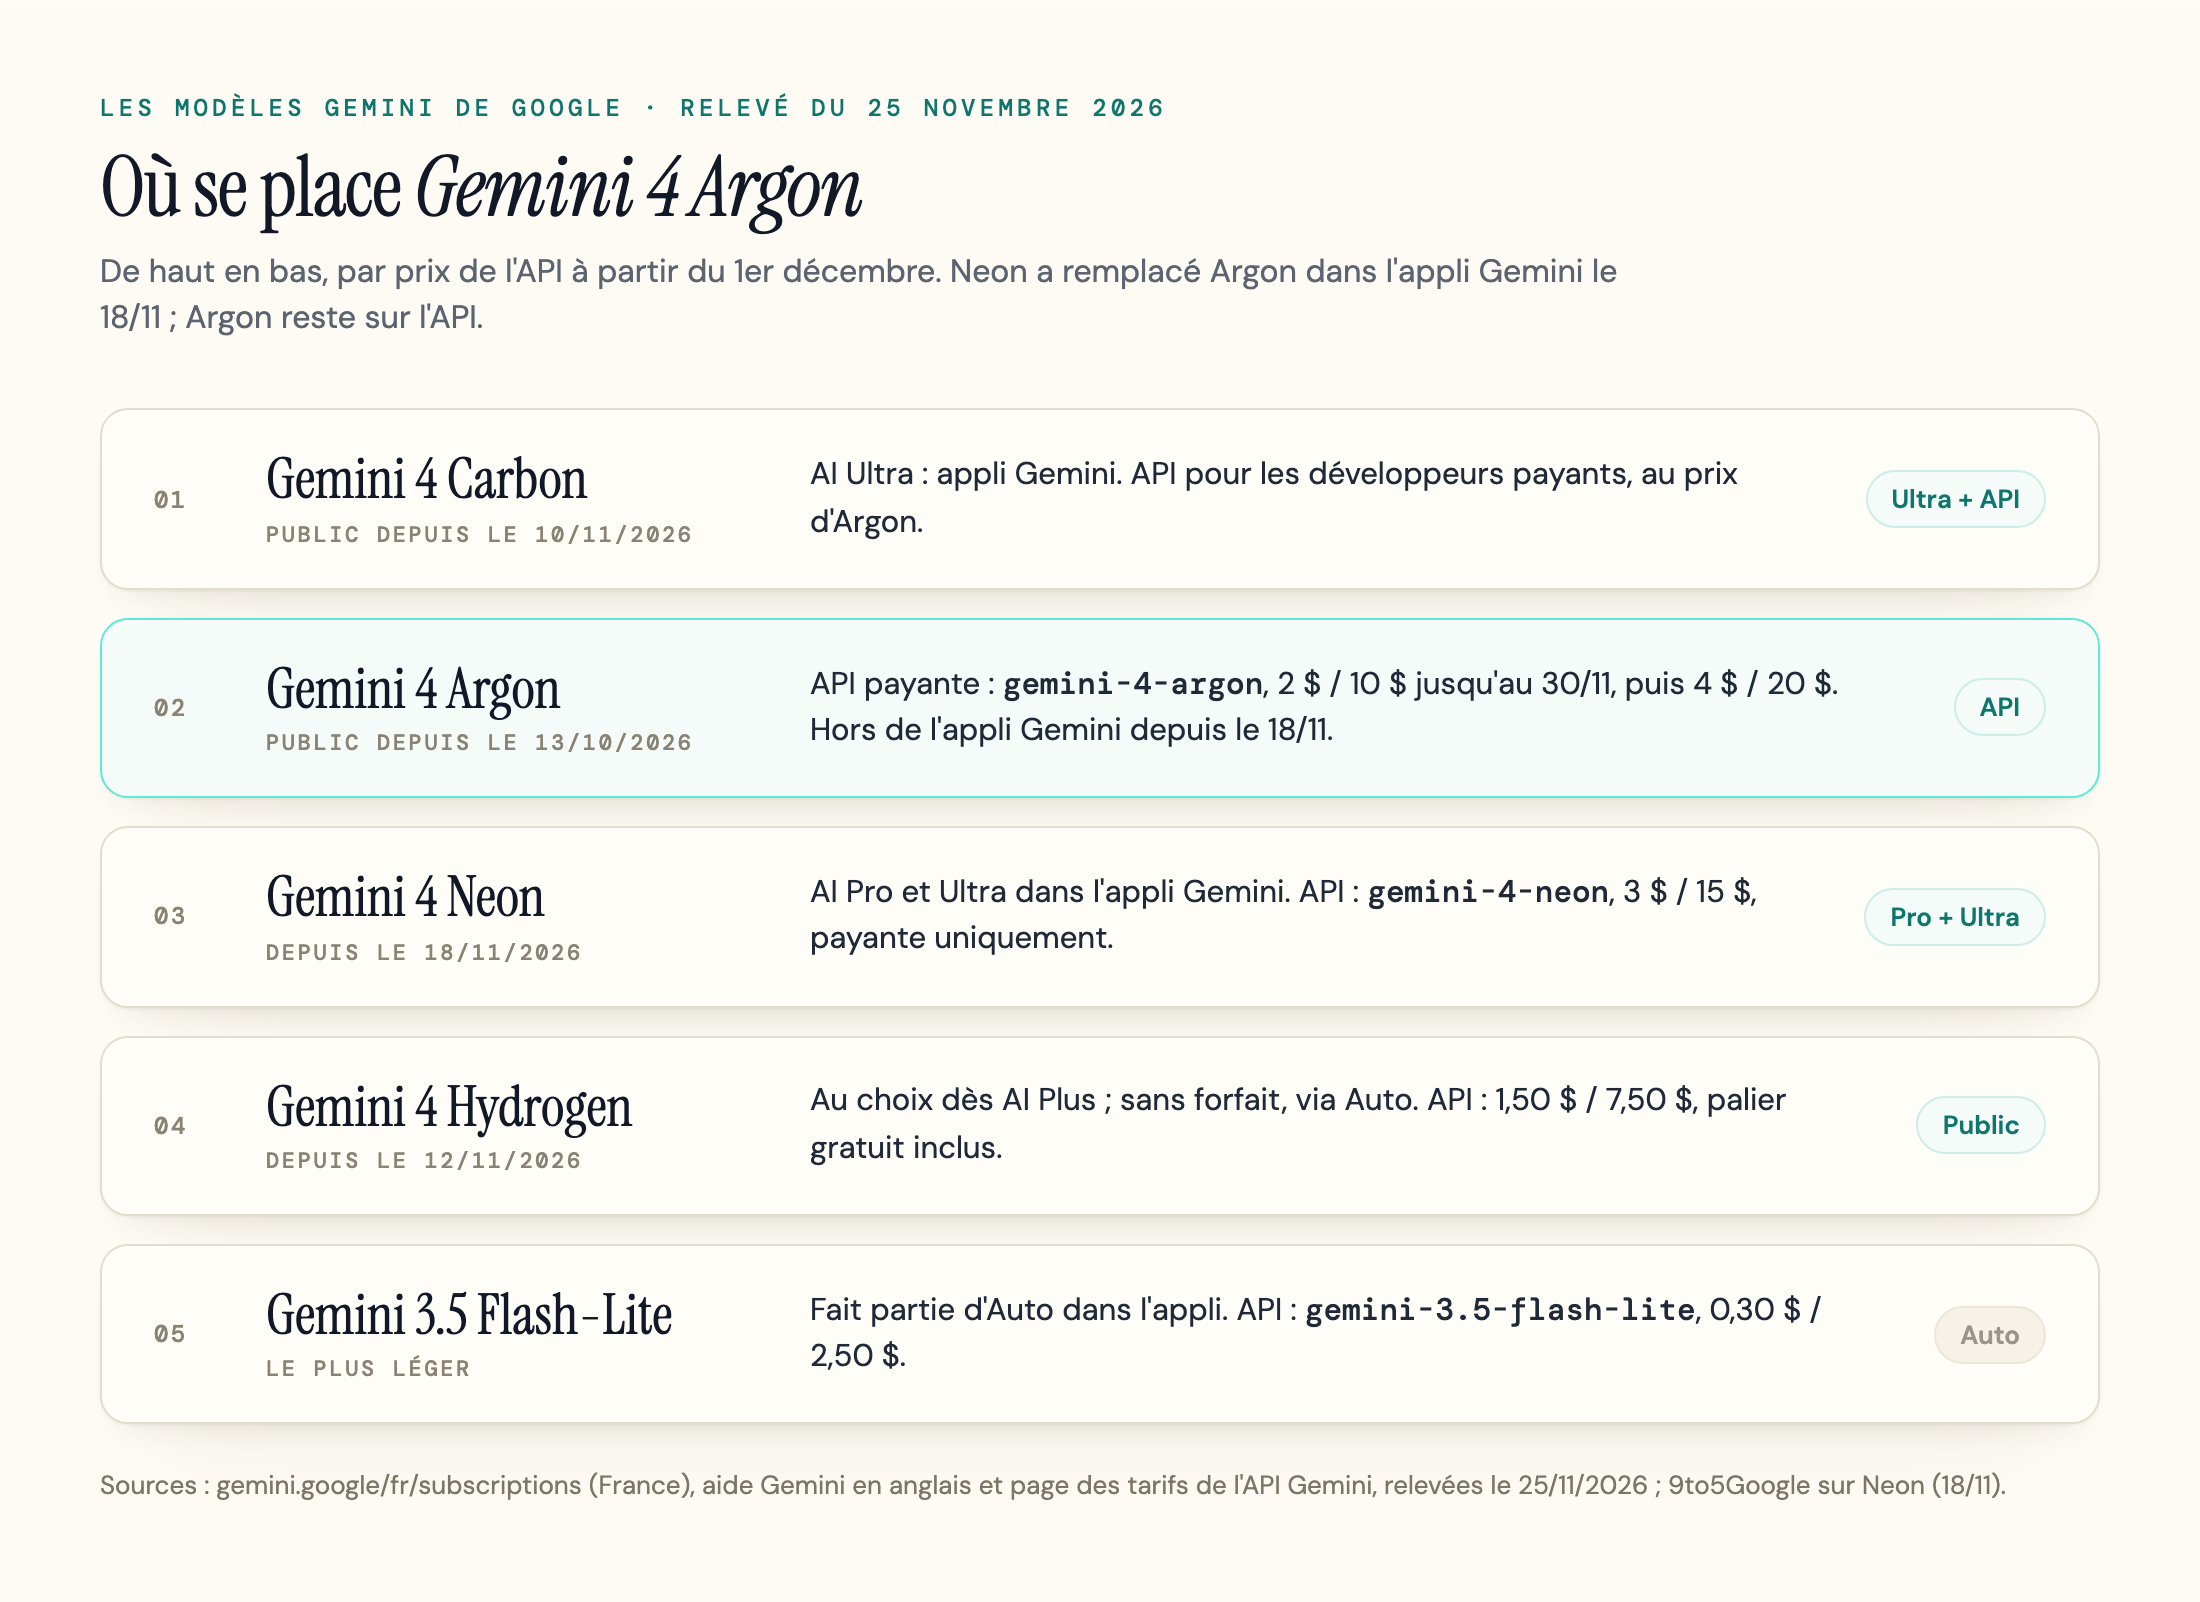 LES MODÈLES GEMINI DE GOOGLE · RELEVÉ DU 25 NOVEMBRE 2026
Où se place Gemini 4 Argon
De haut en bas, par prix de l'API à partir du 1er décembre. Neon a remplacé Argon dans l'appli Gemini le
18/11 ; Argon reste sur l'API.
01
Gemini 4 Carbon
PUBLIC DEPUIS LE 10/11/2026
AI Ultra : appli Gemini. API pour les développeurs payants, au prix
d'Argon.
Ultra + API
02
Gemini 4 Argon
PUBLIC DEPUIS LE 13/10/2026
API payante : gemini-4-argon, 2 $ / 10 $ jusqu'au 30/11, puis 4 $ / 20 $.
Hors de l'appli Gemini depuis le 18/11.
API
03
Gemini 4 Neon
DEPUIS LE 18/11/2026
AI Pro et Ultra dans l'appli Gemini. API : gemini-4-neon, 3 $ / 15 $,
payante uniquement.
Pro + Ultra
04
Gemini 4 Hydrogen
DEPUIS LE 12/11/2026
Au choix dès AI Plus ; sans forfait, via Auto. API : 1,50 $ / 7,50 $, palier
gratuit inclus.
Public
05
Gemini 3.5 Flash-Lite
LE PLUS LÉGER
Fait partie d'Auto dans l'appli. API : gemini-3.5-flash-lite, 0,30 $ /
2,50 $.
Auto
Sources : gemini.google/fr/subscriptions (France), aide Gemini en anglais et page des tarifs de l'API Gemini, relevées le 25/11/2026 ; 9to5Google sur Neon (18/11).